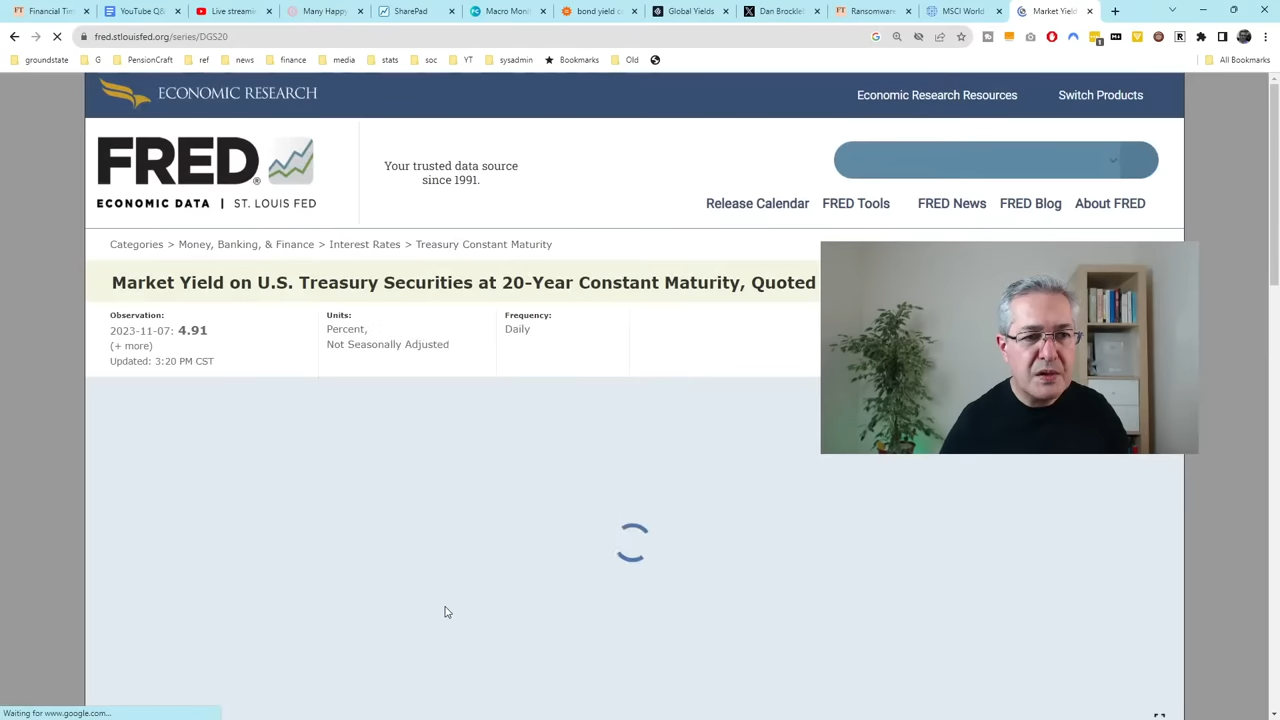 Financial Tim
YouTube Q&
Live streamin
Many Happy
SharePad
Macro Monit
bond yield c
Global Yields
Dan Brockle
Ransomware
MSCI World
Market Yield
fred.stlouisfed.org/series/DGS20
groundstate
G
PensionCraft
ref
news
finance
media
stats
soc
YT
sysadmin
Bookmarks
Old
All Bookmarks
ECONOMIC RESEARCH
Economic Research Resources
Switch Products
FRED®
ECONOMIC DATA | ST. LOUIS FED
Your trusted data source
since 1991.
Release Calendar
FRED Tools
FRED News
FRED Blog
About FRED
Categories > Money, Banking, & Finance > Interest Rates > Treasury Constant Maturity
Market Yield on U.S. Treasury Securities at 20-Year Constant Maturity, Quoted
Observation:
2023-11-07: 4.91
(+ more)
Updated: 3:20 PM CST
Units:
Percent,
Not Seasonally Adjusted
Frequency:
Daily
Waiting for www.google.com...